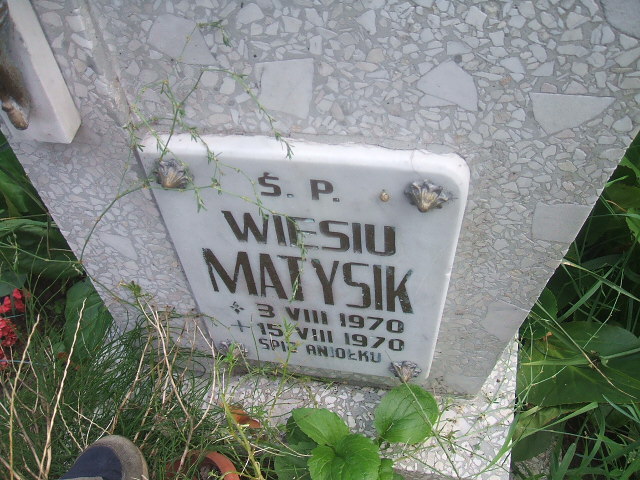 Ś. P.
WIESIU
MATYSIK
* 3 VIII 1970
+ 15 VIII 1970
ŚPIJ ANIOŁKU